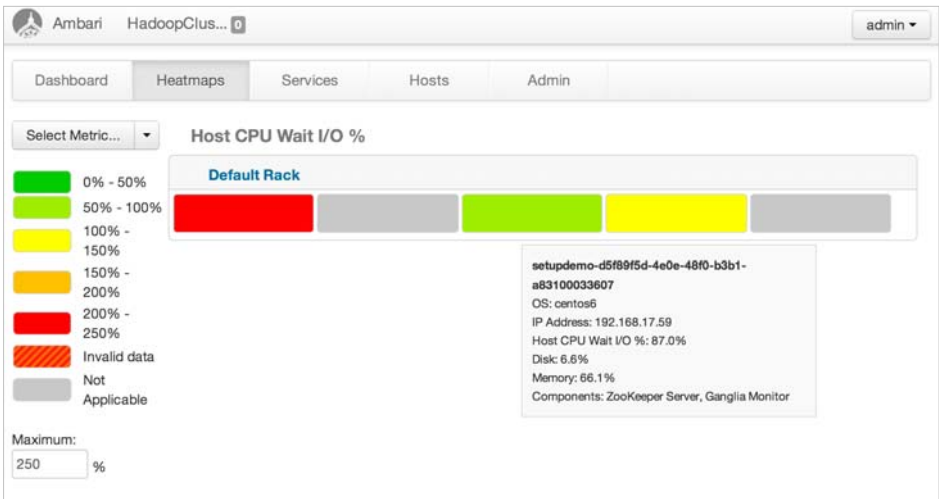 Ambari HadoopClus... 0 admin
Dashboard Heatmaps Services Hosts Admin
Select Metric... Host CPU Wait I/O %
Default Rack
0% - 50%
50% - 100%
100% -
150%
150% -
200%
200% -
250%
Invalid data
Not
Applicable
setupdemo-d5f89f5d-4e0e-48f0-b3b1-
a83100033607
OS: centos6
IP Address: 192.168.17.59
Host CPU Wait I/O %: 87.0%
Disk: 6.6%
Memory: 66.1%
Components: ZooKeeper Server, Ganglia Monitor
Maximum:
250 %